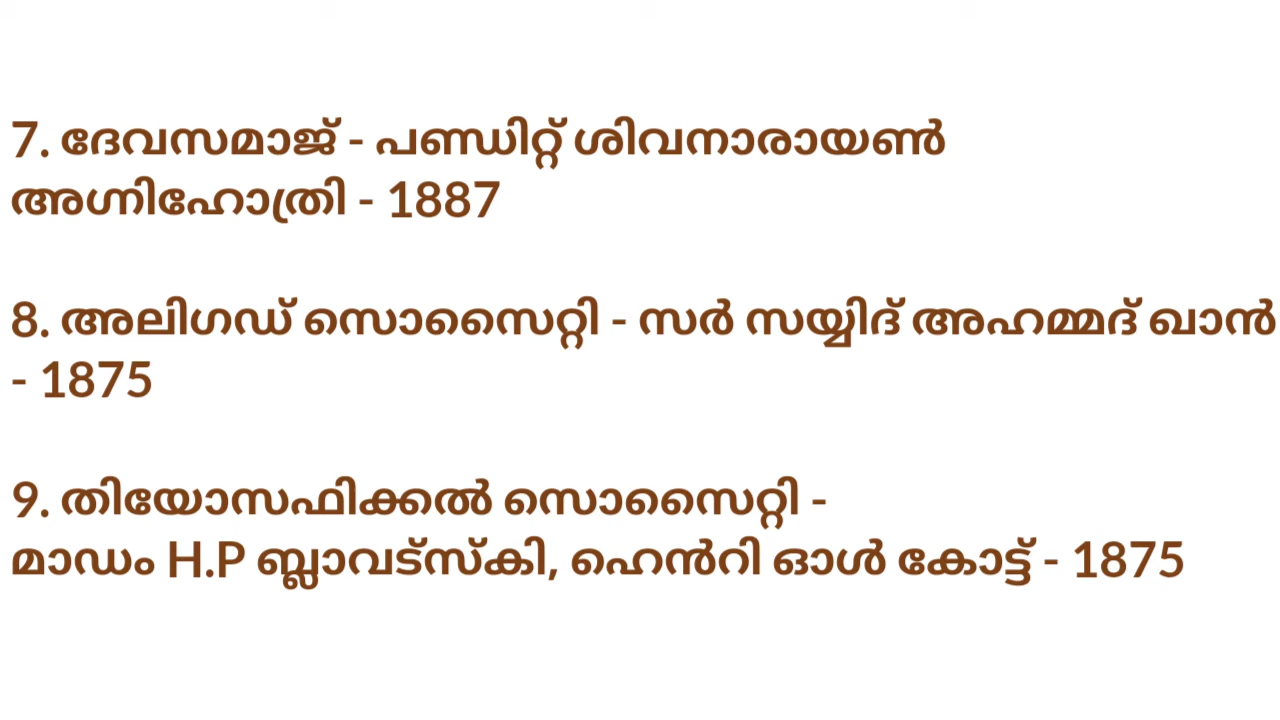 7. ദേവസമാജ് - പണ്ഡിറ്റ് ശിവനാരായൺ
അഗ്നിഹോത്രി - 1887
8. അലിഗഡ് സൊസൈറ്റി - സർ സയ്യിദ് അഹമ്മദ് ഖാൻ
- 1875
9. തിയോസഫിക്കൽ സൊസൈറ്റി -
മാഡം H.P ബ്ലാവട്സ്കി, ഹെൻറി ഓൾ കോട്ട് - 1875